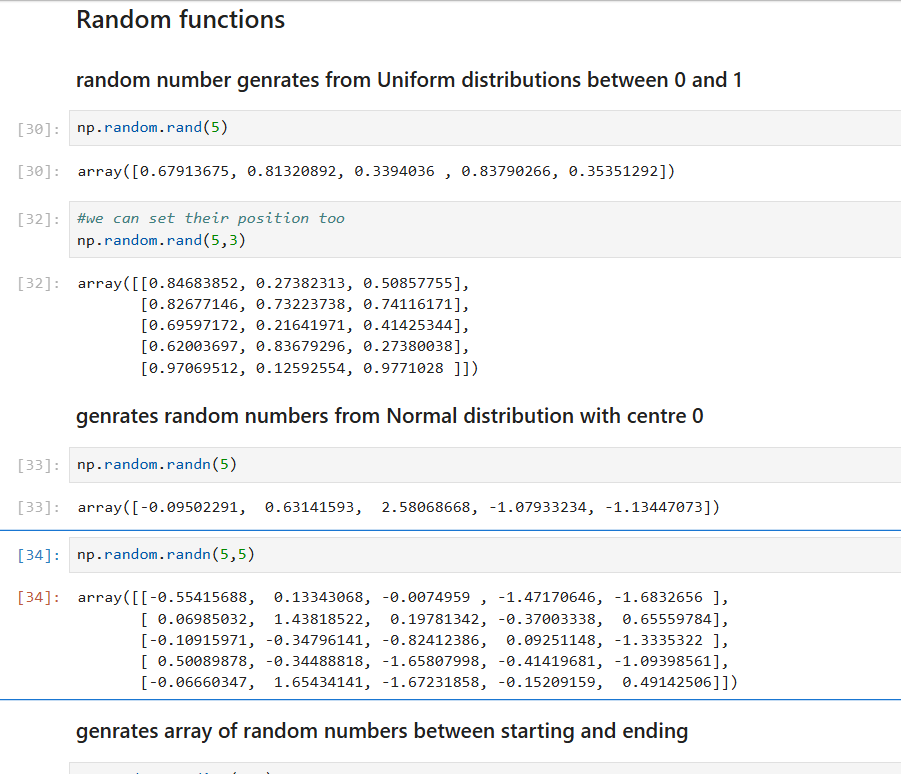 Random functions
random number genrates from Uniform distributions between 0 and 1
[30]: np.random.rand(5)
[30]: array([0.67913675, 0.81320892, 0.3394036 , 0.83790266, 0.35351292])
[32]: #we can set their position too
np.random.rand(5,3)
[32]: array([[0.84683852, 0.27382313, 0.50857755],
[0.82677146, 0.73223738, 0.74116171],
[0.69597172, 0.21641971, 0.41425344],
[0.62003697, 0.83679296, 0.27380038],
[0.97069512, 0.12592554, 0.9771028 ]])
genrates random numbers from Normal distribution with centre 0
[33]: np.random.randn(5)
[33]: array([-0.09502291,  0.63141593,  2.58068668, -1.07933234, -1.13447073])
[34]: np.random.randn(5,5)
[34]: array([[-0.55415688,  0.13343068, -0.0074959 , -1.47170646, -1.6832656 ],
[ 0.06985032,  1.43818522,  0.19781342, -0.37003338,  0.65559784],
[-0.10915971, -0.34796141, -0.82412386,  0.09251148, -1.3335322 ],
[ 0.50089878, -0.34488818, -1.65807998, -0.41419681, -1.09398561],
[-0.06660347,  1.65434141, -1.67231858, -0.15209159,  0.49142506]])
genrates array of random numbers between starting and ending